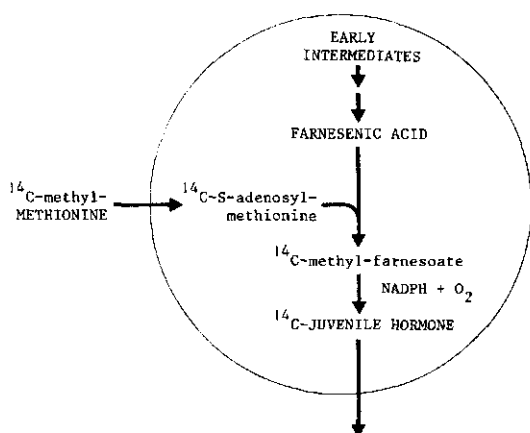 EARLY
INTERMEDIATES
FARNESENIC ACID
14C-methyl-
METHIONINE
14C-S-adenosyl-
methionine
14C-methyl-farnesoate
NADPH + O2
14C-JUVENILE HORMONE